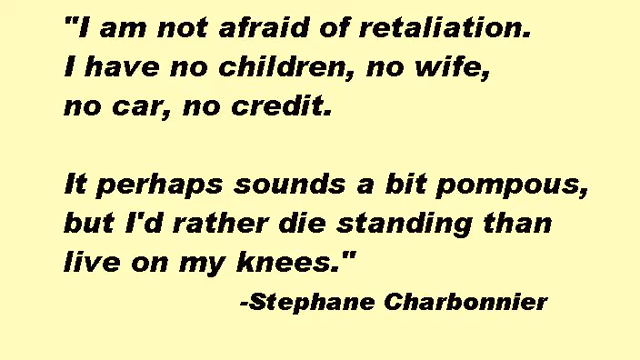 "I am not afraid of retaliation.
I have no children, no wife,
no car, no credit.
It perhaps sounds a bit pompous,
but I'd rather die standing than
live on my knees."
-Stephane Charbonnier